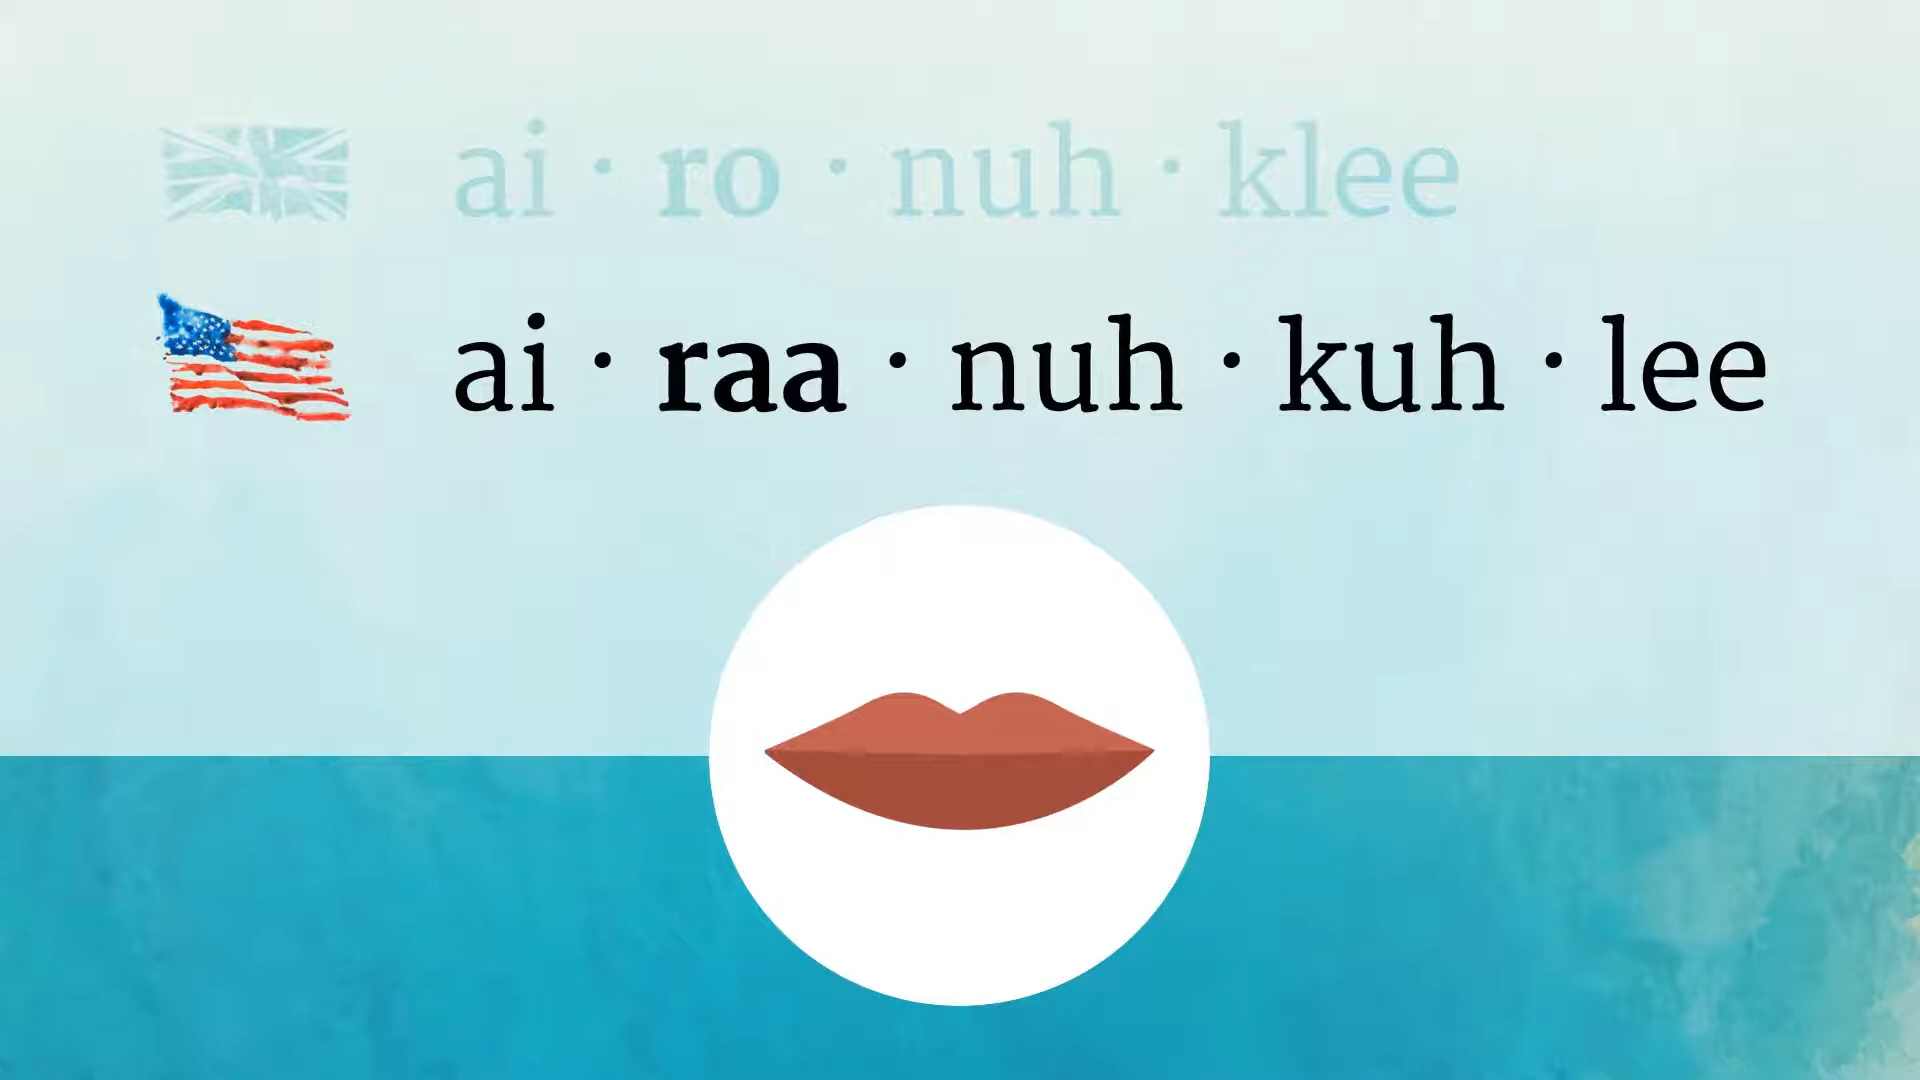 ai · ro · nuh · klee
ai · raa · nuh · kuh · lee